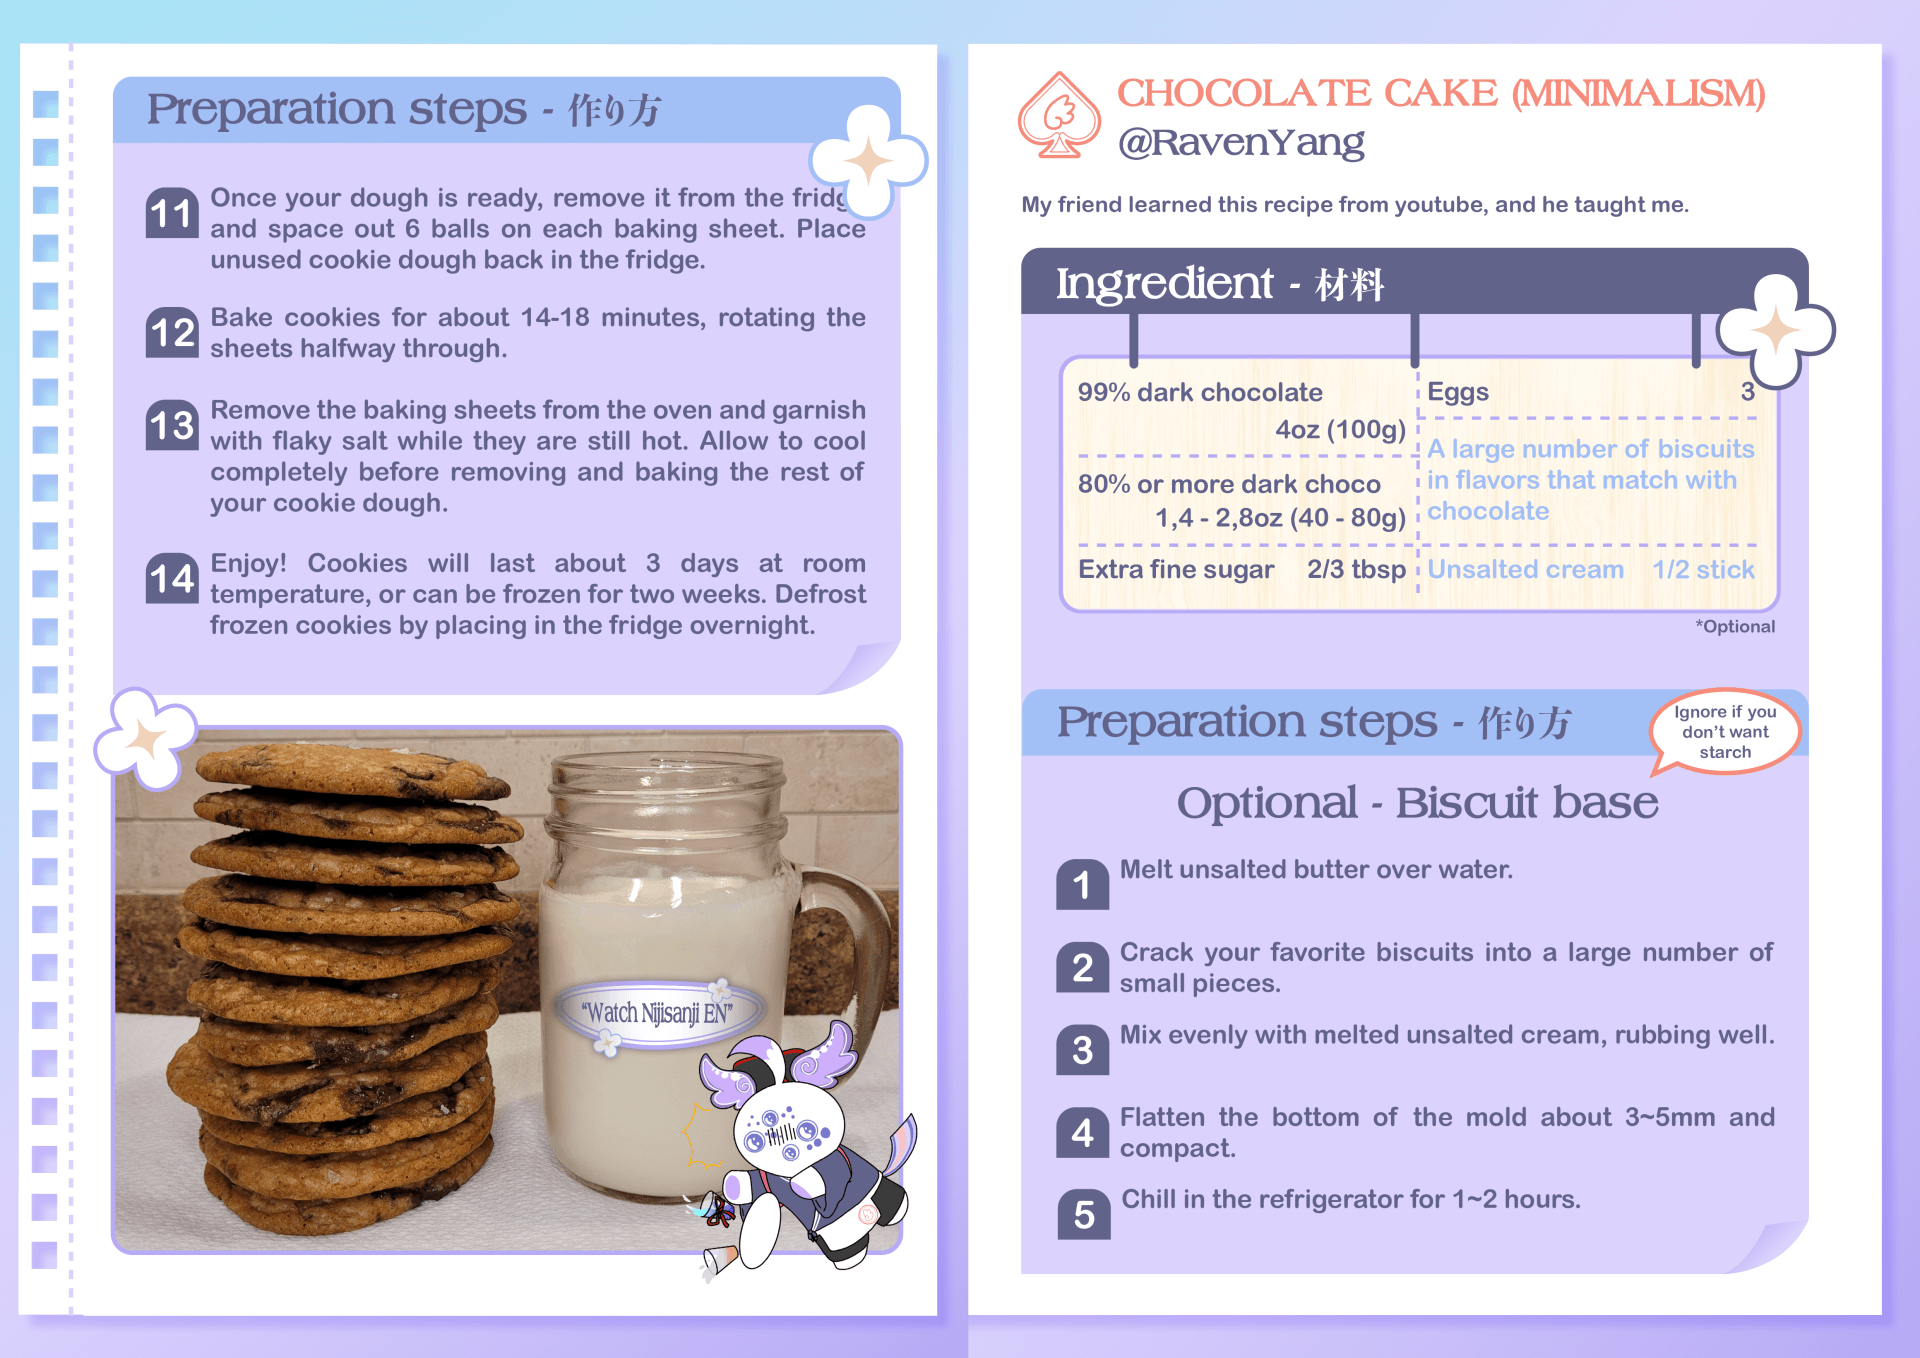 Preparation steps - 作り方
11
Once your dough is ready, remove it from the
and space out 6 balls on each baking sheet. Place
unused cookie dough back in the fridge.
12
Bake cookies for about 14-18 minutes, rotating the
sheets halfway through.
13
Remove the baking sheets from the oven and garnish
with flaky salt while they are still hot. Allow to cool
completely before removing and baking the rest of
your cookie dough.
14
Enjoy! Cookies will last about 3 days at room
temperature, or can be frozen for two weeks. Defrost
frozen cookies by placing in the fridge overnight.
“Watch Nijisanji EN”
CHOCOLATE CAKE (MINIMALISM)
@RavenYang
My friend learned this recipe from youtube, and he taught me.
Ingredient - 材料
99% dark chocolate
4oz (100g)
80% or more dark choco
1,4 - 2,8oz (40 - 80g)
Extra fine sugar 2/3 tbsp
Eggs 3
A large number of biscuits
in flavors that match with
chocolate
Unsalted cream 1/2 stick
*Optional
Preparation steps - 作り方
Ignore if you
don’t want
starch
Optional - Biscuit base
1
Melt unsalted butter over water.
2
Crack your favorite biscuits into a large number of
small pieces.
3
Mix evenly with melted unsalted cream, rubbing well.
4
Flatten the bottom of the mold about 3~5mm and
compact.
5
Chill in the refrigerator for 1~2 hours.